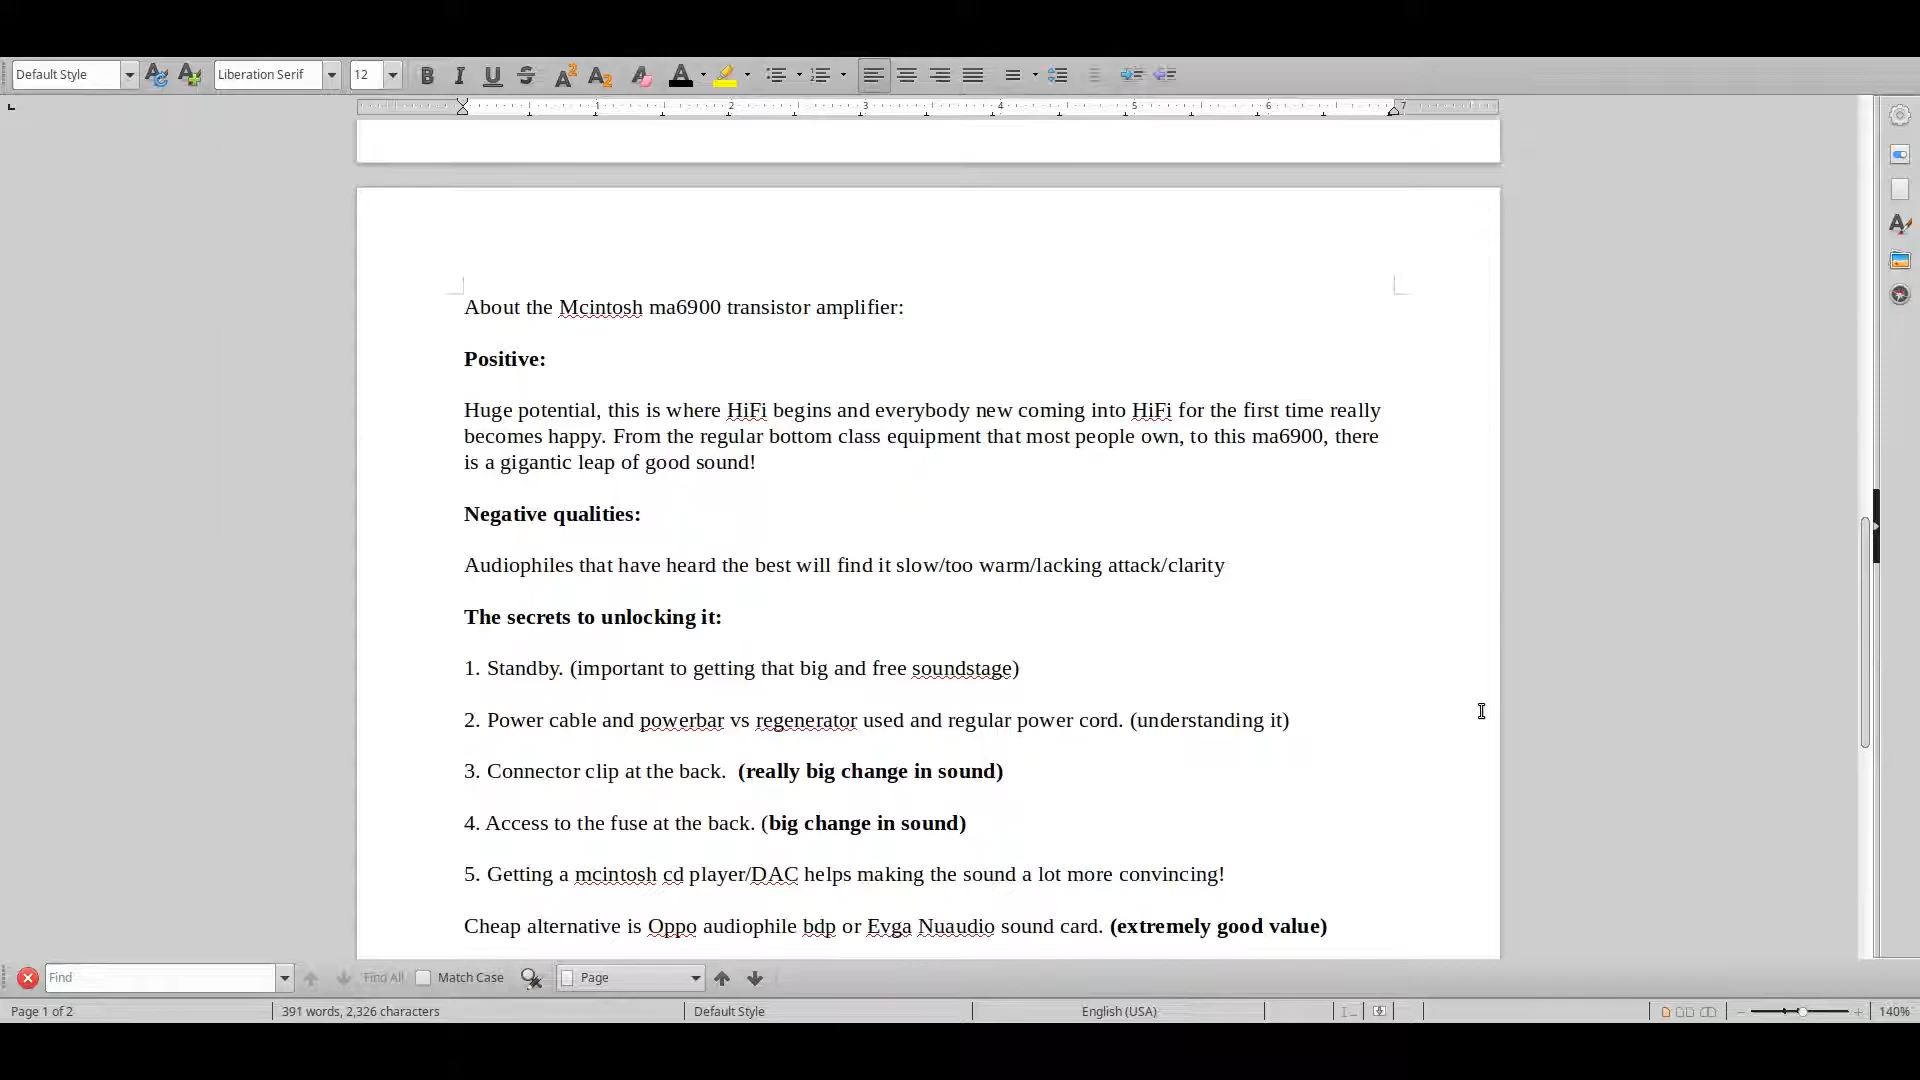 Default Style
Liberation Serif
12
1 2 3 4 5 6 7
About the Mcintosh ma6900 transistor amplifier:
Positive:
Huge potential, this is where HiFi begins and everybody new coming into HiFi for the first time really
becomes happy. From the regular bottom class equipment that most people own, to this ma6900, there
is a gigantic leap of good sound!
Negative qualities:
Audiophiles that have heard the best will find it slow/too warm/lacking attack/clarity
The secrets to unlocking it:
1. Standby. (important to getting that big and free soundstage)
2. Power cable and powerbar vs regenerator used and regular power cord. (understanding it)
3. Connector clip at the back.  (really big change in sound)
4. Access to the fuse at the back. (big change in sound)
5. Getting a mcintosh cd player/DAC helps making the sound a lot more convincing!
Cheap alternative is Oppo audiophile bdp or Evga Nuaudio sound card. (extremely good value)
Find
Find All
Match Case
Page
Page 1 of 2
391 words, 2,326 characters
Default Style
English (USA)
140%